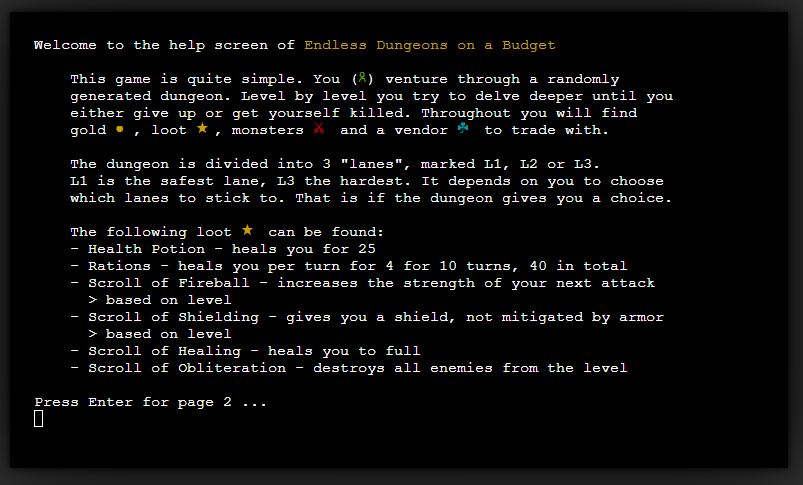 Welcome to the help screen of Endless Dungeons on a Budget
This game is quite simple. You (웃) venture through a randomly
generated dungeon. Level by level you try to delve deeper until you
either give up or get yourself killed. Throughout you will find
gold ● , loot ★ , monsters ⚔ and a vendor ☘ to trade with.
The dungeon is divided into 3 "lanes", marked L1, L2 or L3.
L1 is the safest lane, L3 the hardest. It depends on you to choose
which lanes to stick to. That is if the dungeon gives you a choice.
The following loot ★ can be found:
- Health Potion - heals you for 25
- Rations - heals you per turn for 4 for 10 turns, 40 in total
- Scroll of Fireball - increases the strength of your next attack
> based on level
- Scroll of Shielding - gives you a shield, not mitigated by armor
> based on level
- Scroll of Healing - heals you to full
- Scroll of Obliteration - destroys all enemies from the level
Press Enter for page 2 ...